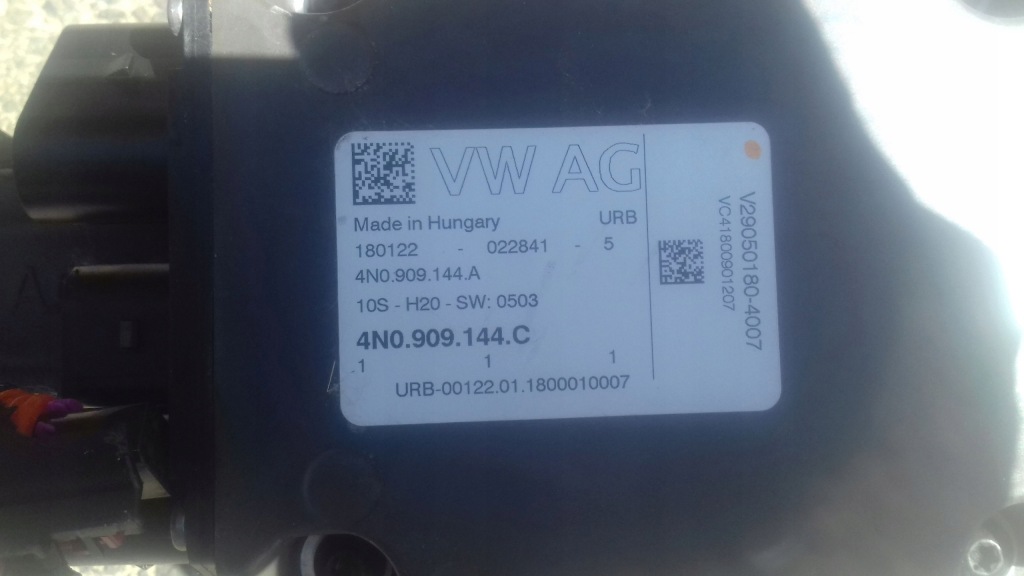 VW AG
Made in Hungary URB
180122 - 022841 - 5
4N0.909.144.A
10S - H20 - SW: 0503
4N0.909.144.C
1 1 1
URB-00122.01.1800010007
V29050180-4007
VC41800901207